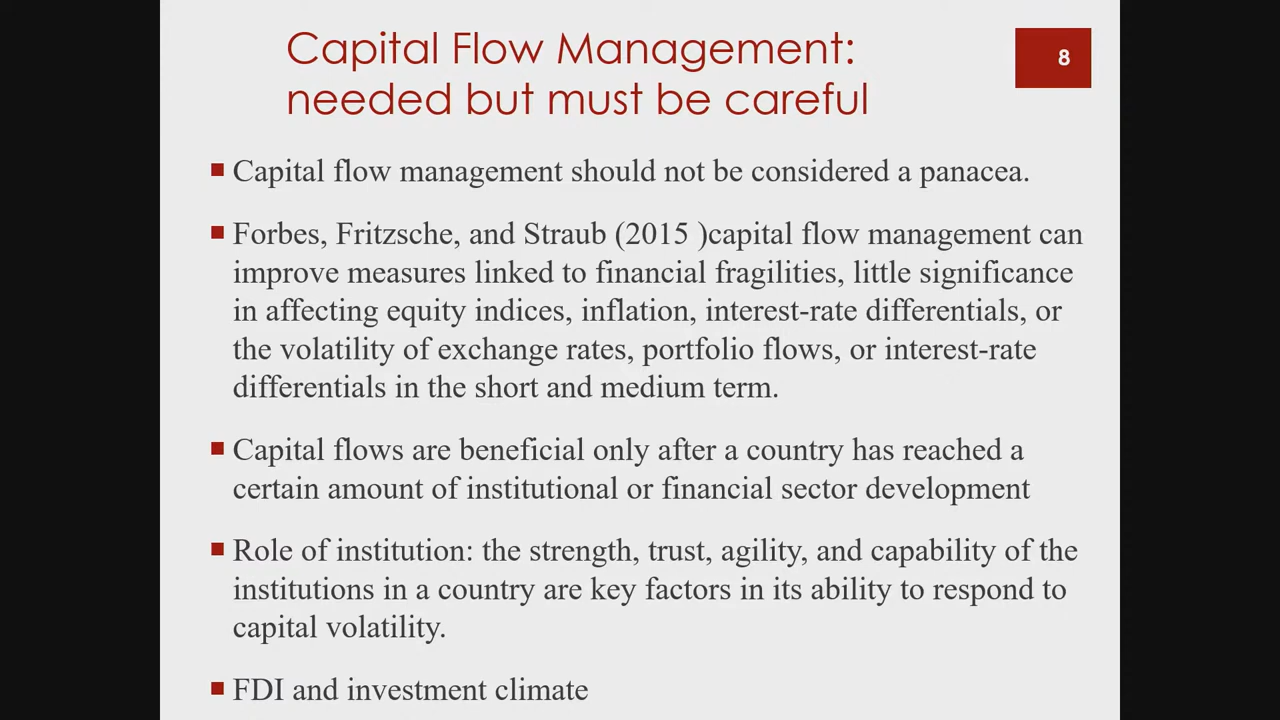 Capital Flow Management:
needed but must be careful
8
Capital flow management should not be considered a panacea.
Forbes, Fritzsche, and Straub (2015 )capital flow management can
improve measures linked to financial fragilities, little significance
in affecting equity indices, inflation, interest-rate differentials, or
the volatility of exchange rates, portfolio flows, or interest-rate
differentials in the short and medium term.
Capital flows are beneficial only after a country has reached a
certain amount of institutional or financial sector development
Role of institution: the strength, trust, agility, and capability of the
institutions in a country are key factors in its ability to respond to
capital volatility.
FDI and investment climate